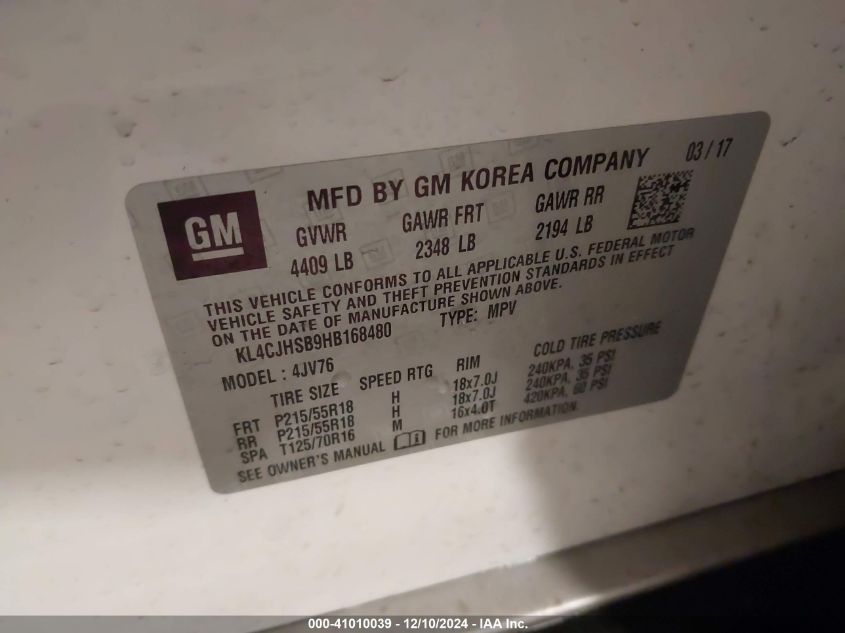 MFD BY GM KOREA COMPANY 03 / 17
GM
GVWR GAWR FRT GAWR RR
4409 LB 2348 LB 2194 LB
THIS VEHICLE CONFORMS TO ALL APPLICABLE U.S. FEDERAL MOTOR
VEHICLE SAFETY AND THEFT PREVENTION STANDARDS IN EFFECT
ON THE DATE OF MANUFACTURE SHOWN ABOVE.
KL4CJHSB9HB168480 TYPE: MPV
MODEL : 4JV76
TIRE SIZE SPEED RTG RIM COLD TIRE PRESSURE
FRT P215/55R18 H 18x7.0J 240KPA, 35 PSI
RR P215/55R18 H 18x7.0J 240KPA, 35 PSI
SPA T125/70R16 M 16x4.0T 420KPA, 60 PSI
SEE OWNER'S MANUAL FOR MORE INFORMATION.
000-41010039 - 12/10/2024 - IAA Inc.